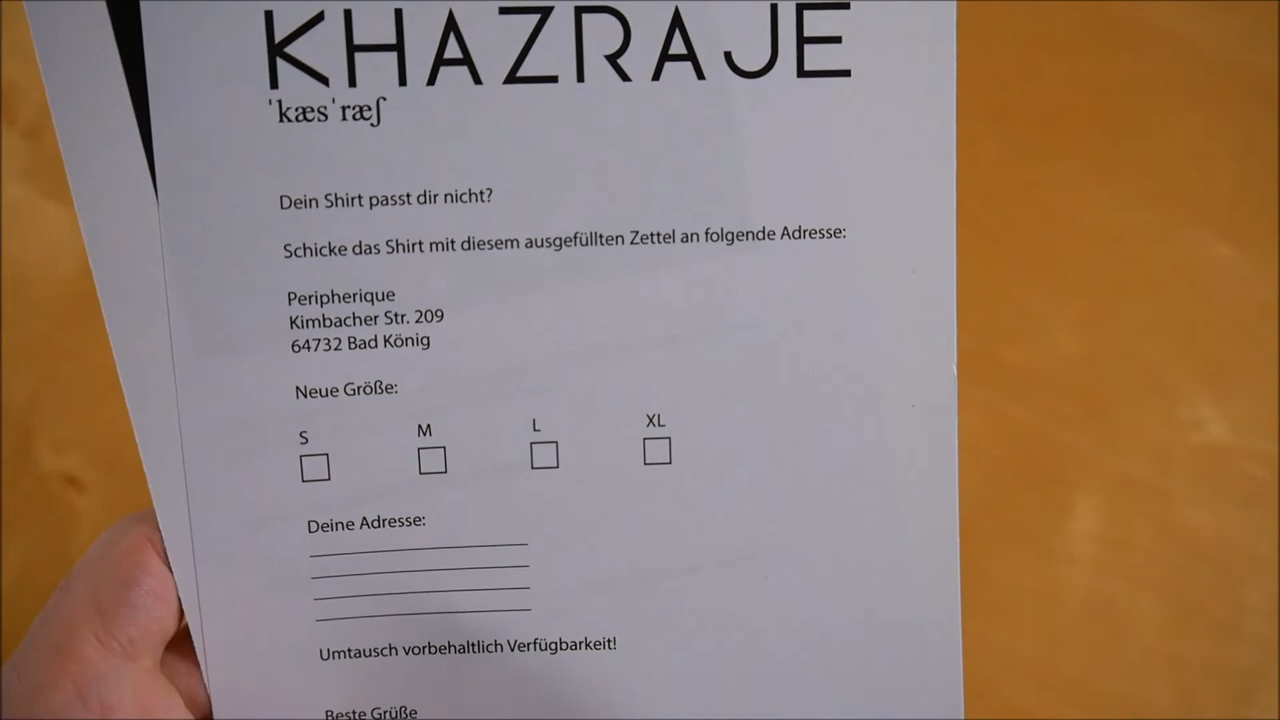 KHAZRAJE
ˈkæsˈræʃ
Dein Shirt passt dir nicht?
Schicke das Shirt mit diesem ausgefüllten Zettel an folgende Adresse:
Peripherique
Kimbacher Str. 209
64732 Bad König
Neue Größe:
S M L XL
Deine Adresse:
Umtausch vorbehaltlich Verfügbarkeit!
Beste Grüße